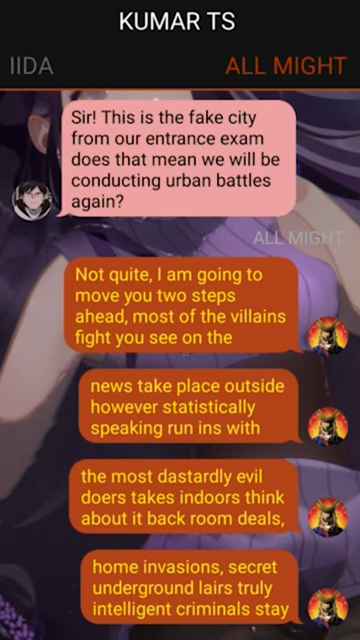 KUMAR TS
IIDA
ALL MIGHT
Sir! This is the fake city
from our entrance exam
does that mean we will be
conducting urban battles
again?
ALL MIGHT
Not quite, I am going to
move you two steps
ahead, most of the villains
fight you see on the
news take place outside
however statistically
speaking run ins with
the most dastardly evil
doers takes indoors think
about it back room deals,
home invasions, secret
underground lairs truly
intelligent criminals stay